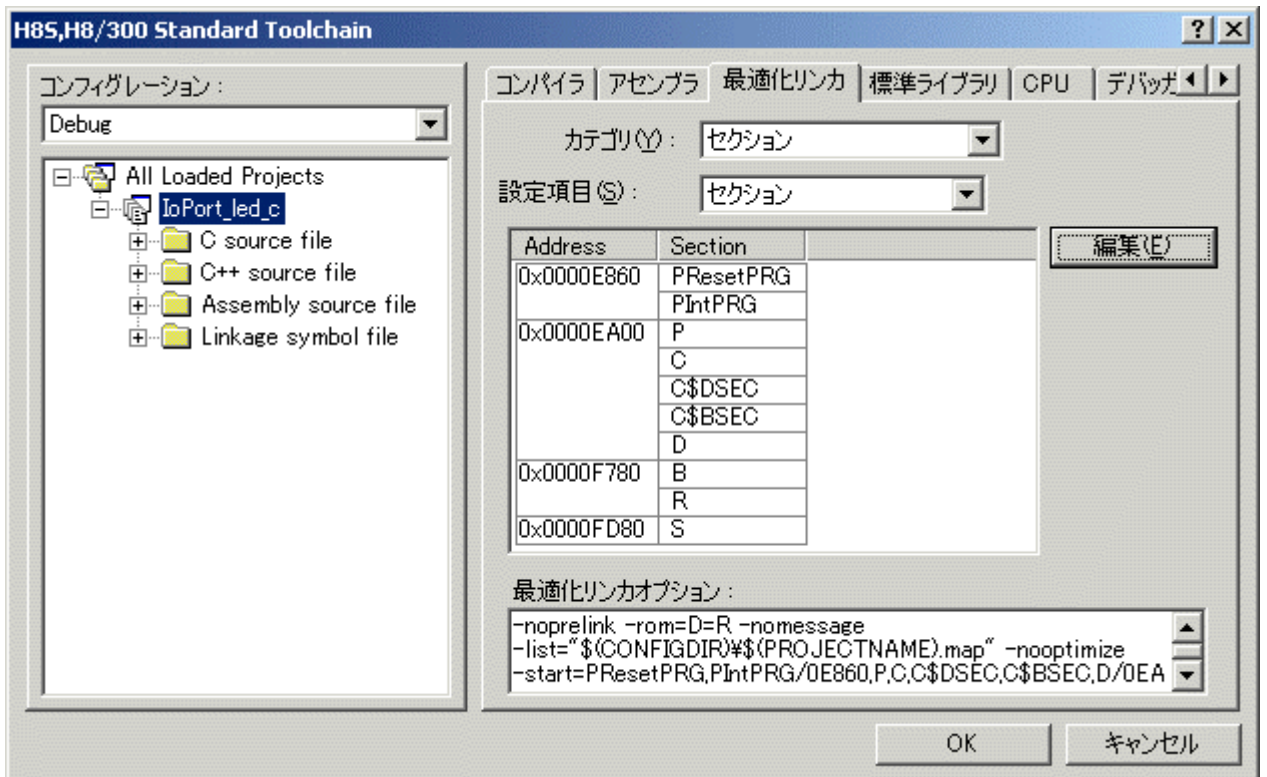 H8S,H8/300 Standard Toolchain
コンフィグレーション :
Debug
All Loaded Projects
IoPort_led_c
C source file
C++ source file
Assembly source file
Linkage symbol file
コンパイラ アセンブラ 最適化リンカ 標準ライブラリ CPU デバッガ
カテゴリ(Y) : セクション
設定項目(S) : セクション
Address Section
0x0000E860 PResetPRG
PIntPRG
0x0000EA00 P
C
C$DSEC
C$BSEC
D
0x0000F780 B
R
0x0000FD80 S
編集(E)
最適化リンカオプション :
-noprelink -rom=D=R -nomessage
-list="$(CONFIGDIR)¥$(PROJECTNAME).map" -nooptimize
-start=PResetPRG,PIntPRG/0E860,P,C,C$DSEC,C$BSEC,D/0EA
OK キャンセル